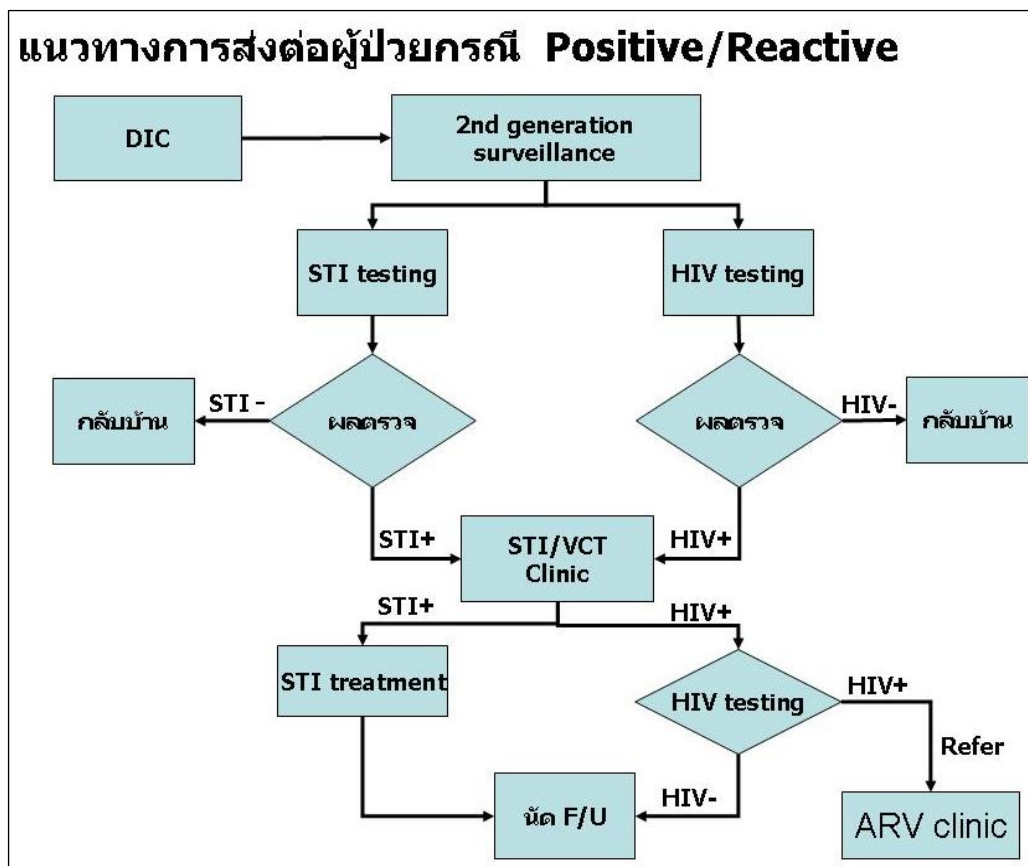 แนวทางการส่งต่อผู้ป่วยกรณี Positive/Reactive
DIC
2nd generation
surveillance
STI testing
HIV testing
กลับบ้าน
STI -
ผลตรวจ
ผลตรวจ
HIV-
กลับบ้าน
STI+
STI/VCT
Clinic
HIV+
STI+
HIV+
STI treatment
HIV testing
HIV+
Refer
นัด F/U
HIV-
ARV clinic